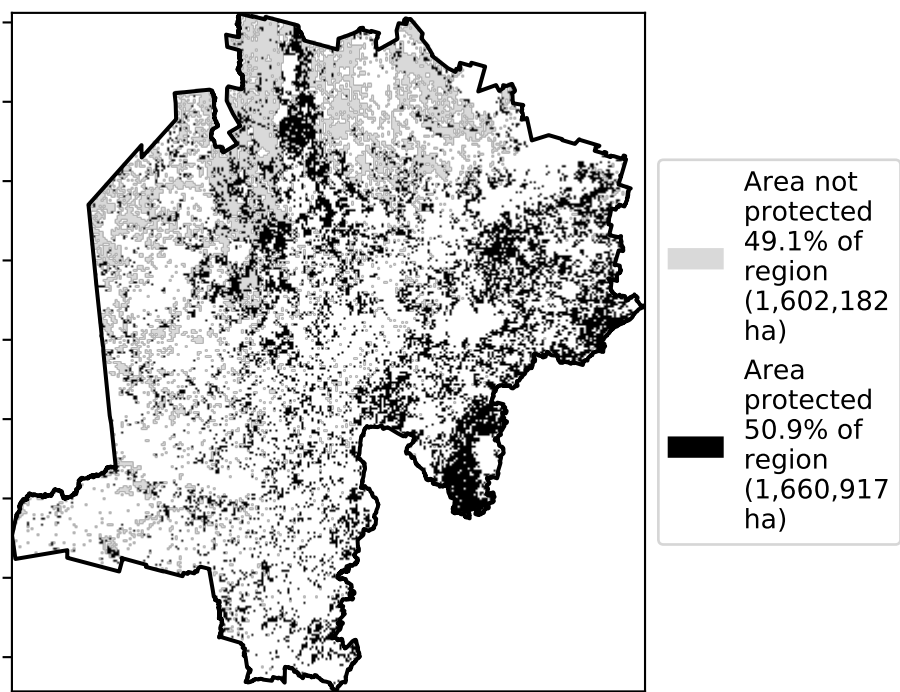 Area not
protected
49.1% of
region
(1,602,182
ha)
Area
protected
50.9% of
region
(1,660,917
ha)